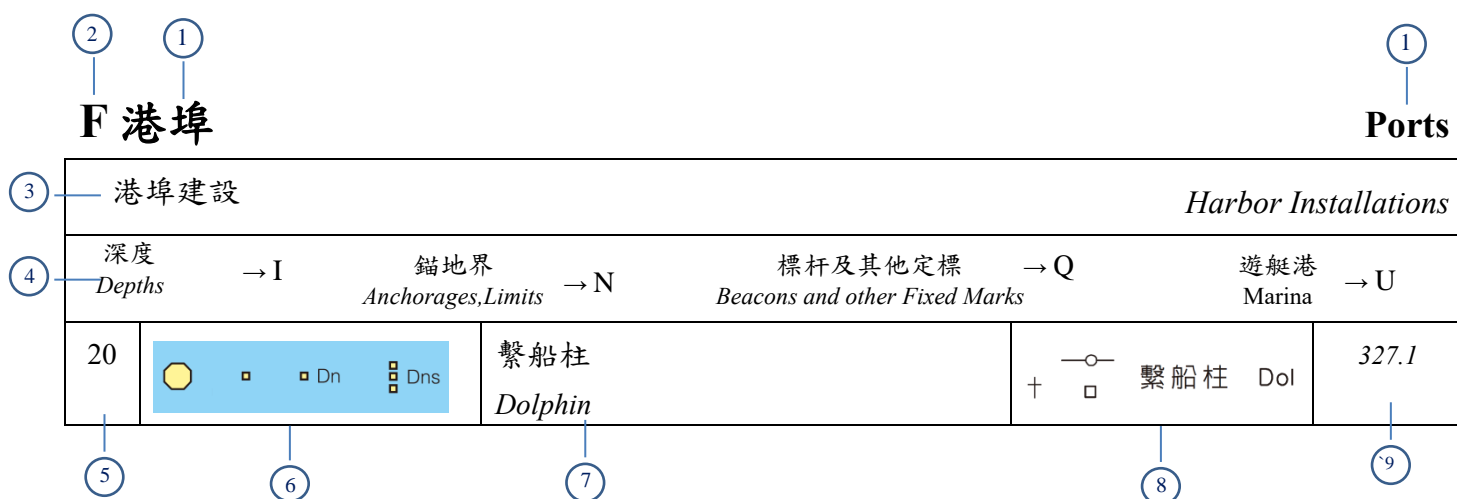 2 1 1
F 港埠 Ports
3 港埠建設 Harbor Installations
4 深度 Depths → I 錨地界 Anchorages,Limits → N 標杆及其他定標 Beacons and other Fixed Marks → Q 遊艇港 Marina → U
20 Dn Dns 繫船柱 Dolphin † 繫船柱 Dol 327.1
5 6 7 8 `9